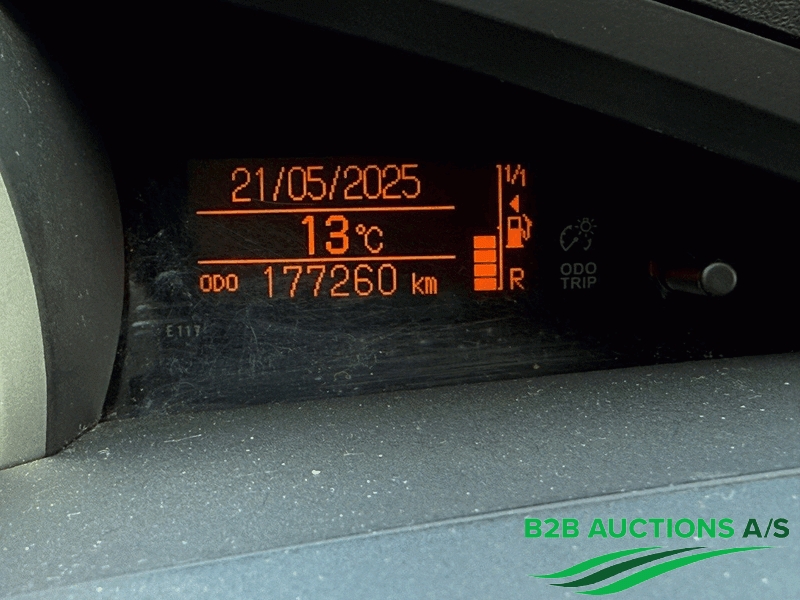 21/05/2025
1/1
13°C
ODO 177260 km
R
ODO
TRIP
E117
B2B AUCTIONS A/S